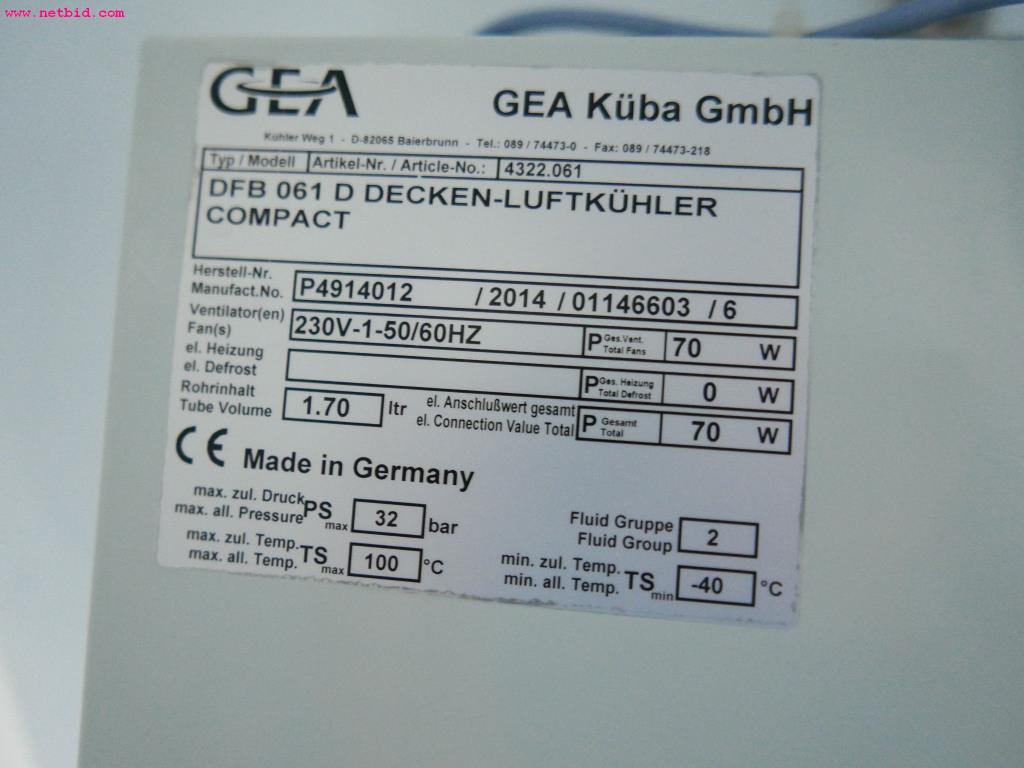 www.netbid.com
GEA GEA Küba GmbH
Kühler Weg 1 - D-82065 Baierbrunn - Tel.: 089 / 74473-0 - Fax: 089 / 74473-218
Typ / Modell Artikel-Nr. / Article-No.: 4322.061
DFB 061 D DECKEN-LUFTKÜHLER
COMPACT
Herstell-Nr.
Manufact.No. P4914012 / 2014 / 01146603 / 6
Ventilator(en)
Fan(s) 230V-1-50/60HZ P Ges.Vent. Total Fans 70 W
el. Heizung
el. Defrost P Ges. Heizung Total Defrost 0 W
Rohrinhalt
Tube Volume 1.70 ltr el. Anschlußwert gesamt
el. Connection Value Total P Gesamt Total 70 W
CE Made in Germany
max. zul. Druck
max. all. Pressure PS max 32 bar
Fluid Gruppe
Fluid Group 2
max. zul. Temp.
max. all. Temp. TS max 100 °C
min. zul. Temp.
min. all. Temp. TS min -40 °C